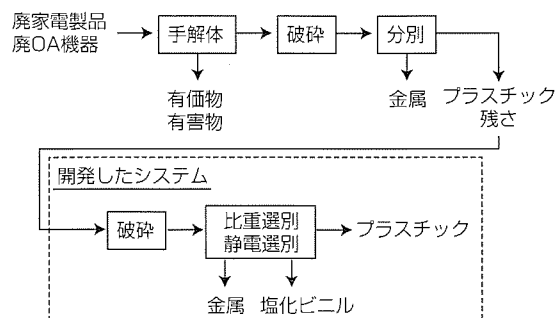 廃家電製品
廃OA機器
手解体
破砕
分別
有価物
有害物
金属
プラスチック
残さ
開発したシステム
破砕
比重選別
静電選別
プラスチック
金属
塩化ビニル